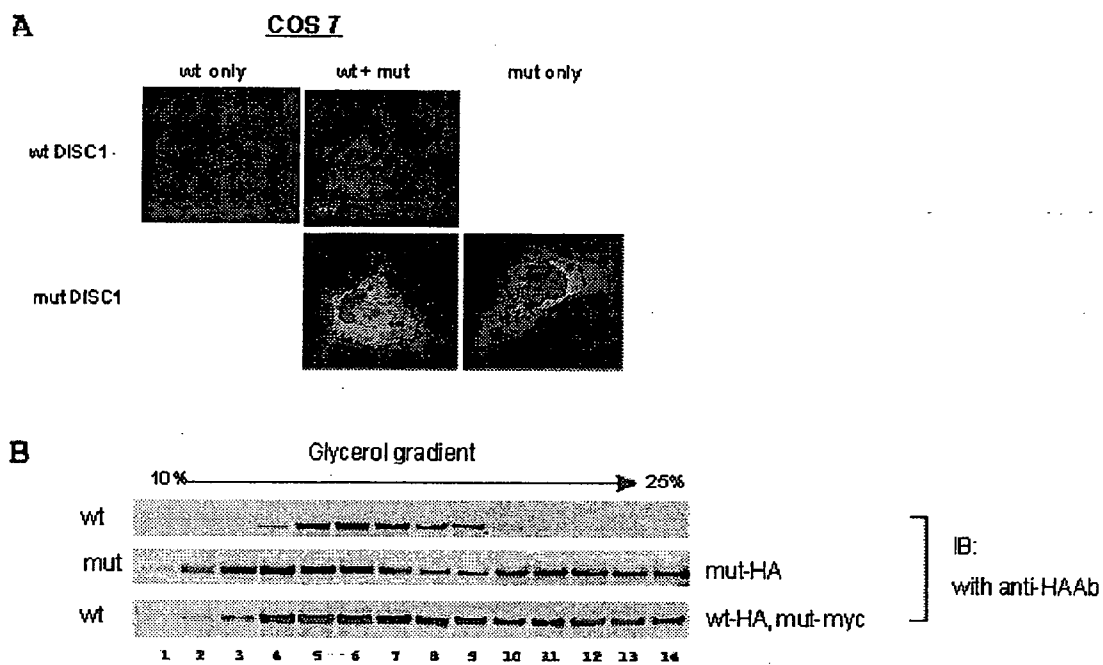 A
COS 7
wt only wt + mut mut only
wt DISC1
mut DISC1
B
Glycerol gradient
10% 25%
wt
mut mut-HA
wt wt-HA, mut-myc
IB:
with anti-HAAb
1 2 3 4 5 6 7 8 9 10 11 12 13 14